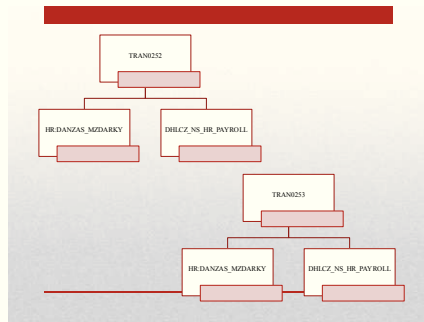 TRAN0252
HR:DANZAS_MZDARKY
DHLCZ_NS_HR_PAYROLL
TRAN0253
HR:DANZAS_MZDARKY
DHLCZ_NS_HR_PAYROLL